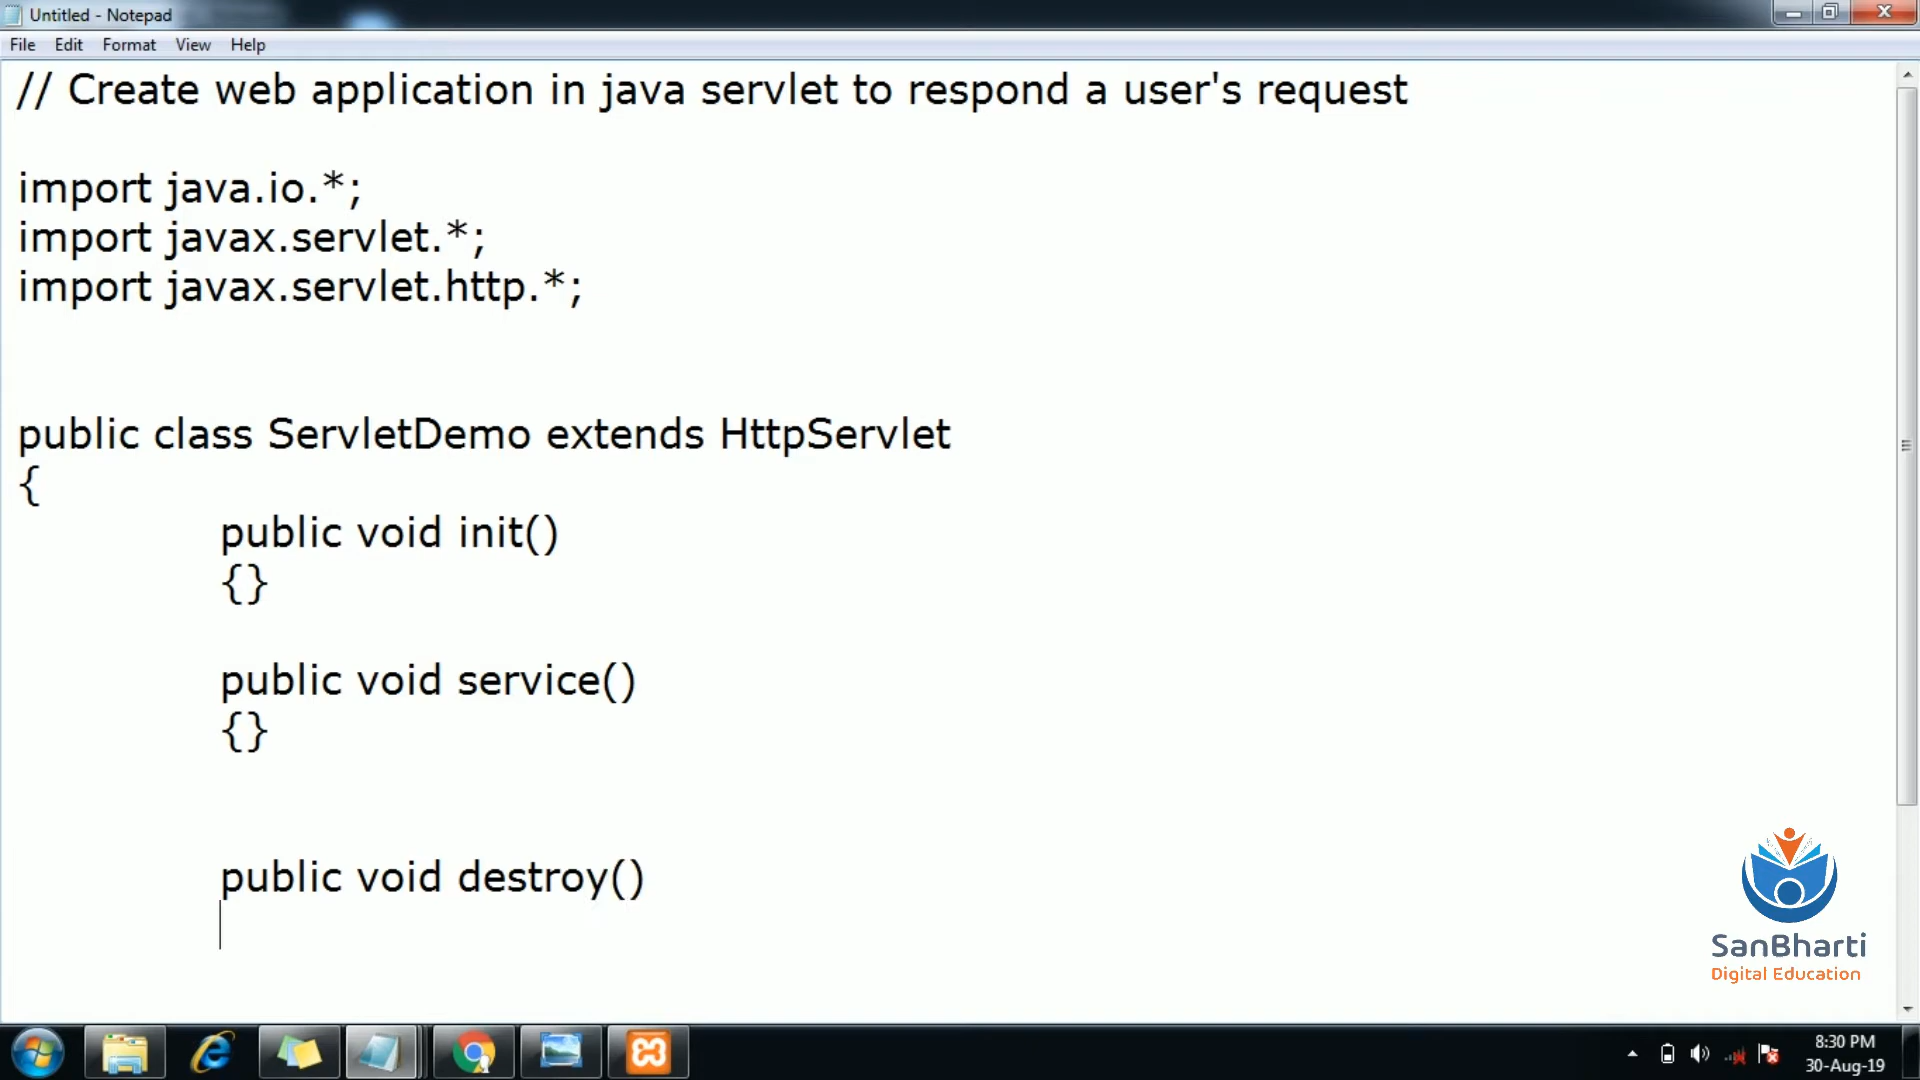 Untitled - Notepad
File Edit Format View Help
// Create web application in java servlet to respond a user's request
import java.io.*;
import javax.servlet.*;
import javax.servlet.http.*;
public class ServletDemo extends HttpServlet
{
public void init()
{}
public void service()
{}
public void destroy()
SanBharti
Digital Education
8:30 PM
30-Aug-19